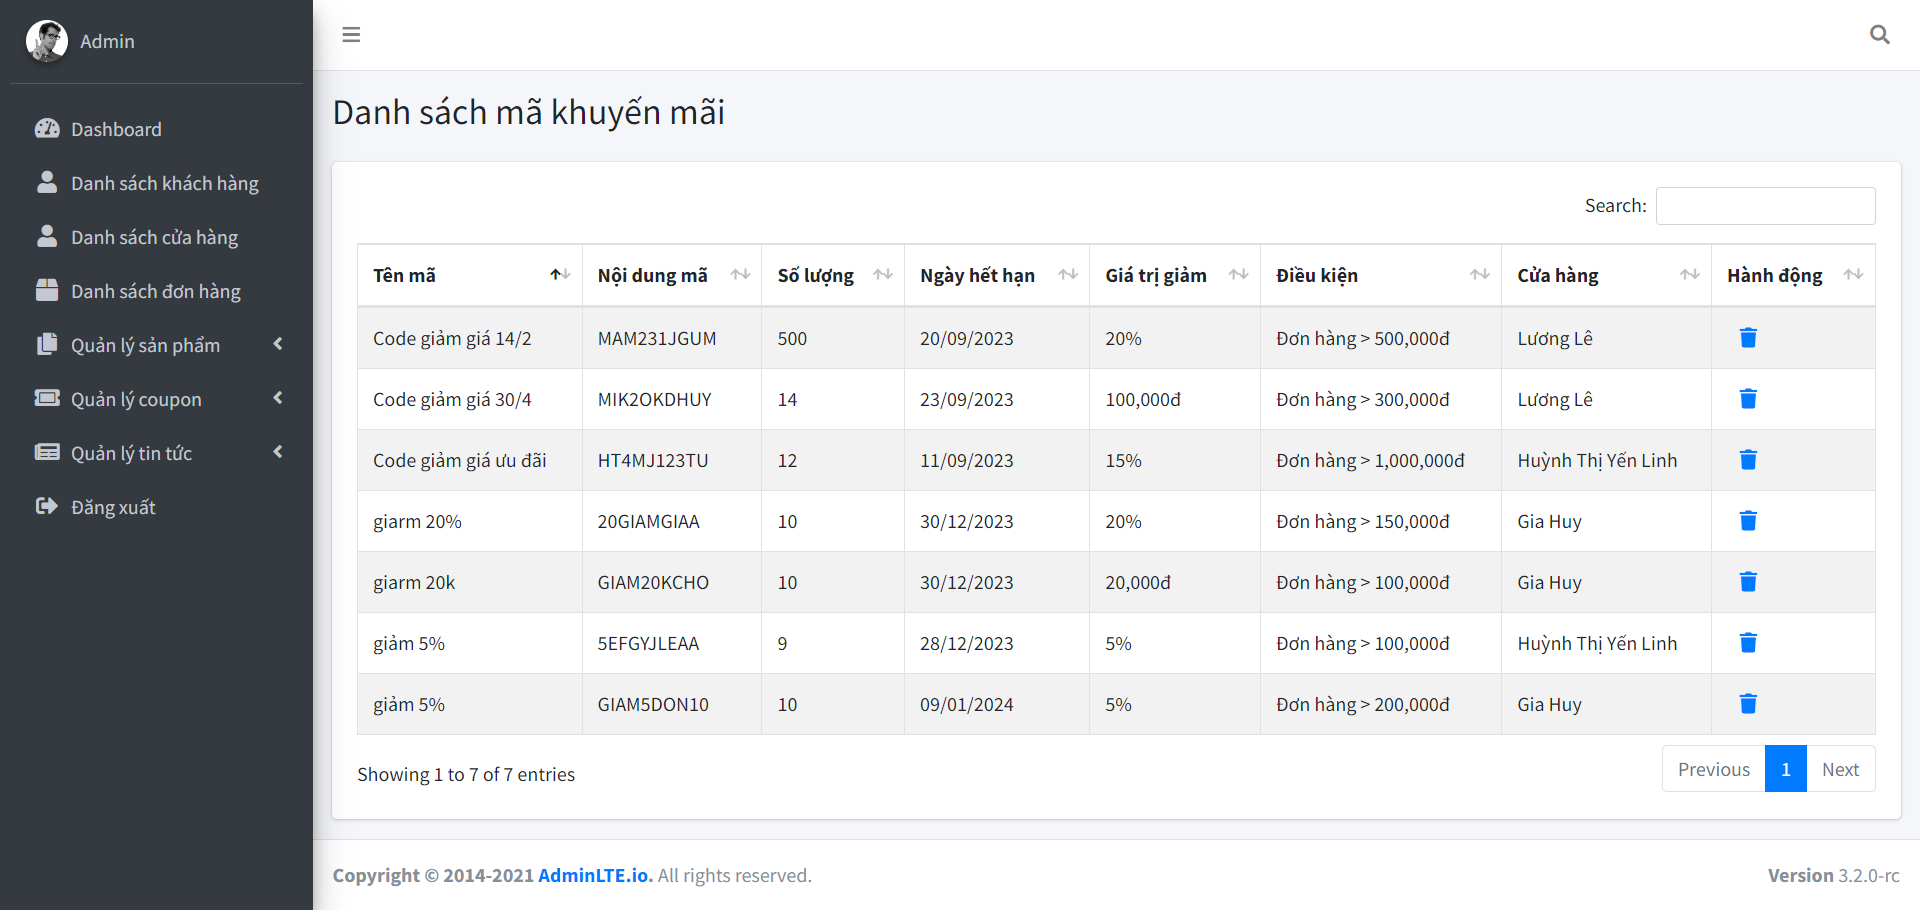 Admin
Dashboard
Danh sách khách hàng
Danh sách cửa hàng
Danh sách đơn hàng
Quản lý sản phẩm
Quản lý coupon
Quản lý tin tức
Đăng xuất
Danh sách mã khuyến mãi
Search:
Tên mã Nội dung mã Số lượng Ngày hết hạn Giá trị giảm Điều kiện Cửa hàng Hành động
Code giảm giá 14/2 MAM231JGUM 500 20/09/2023 20% Đơn hàng > 500,000đ Lương Lê
Code giảm giá 30/4 MIK2OKDHUY 14 23/09/2023 100,000đ Đơn hàng > 300,000đ Lương Lê
Code giảm giá ưu đãi HT4MJ123TU 12 11/09/2023 15% Đơn hàng > 1,000,000đ Huỳnh Thị Yến Linh
giarm 20% 20GIAMGIAA 10 30/12/2023 20% Đơn hàng > 150,000đ Gia Huy
giarm 20k GIAM20KCHO 10 30/12/2023 20,000đ Đơn hàng > 100,000đ Gia Huy
giảm 5% 5EFGYJLEAA 9 28/12/2023 5% Đơn hàng > 100,000đ Huỳnh Thị Yến Linh
giảm 5% GIAM5DON10 10 09/01/2024 5% Đơn hàng > 200,000đ Gia Huy
Showing 1 to 7 of 7 entries
Previous 1 Next
Copyright © 2014-2021 AdminLTE.io. All rights reserved.
Version 3.2.0-rc